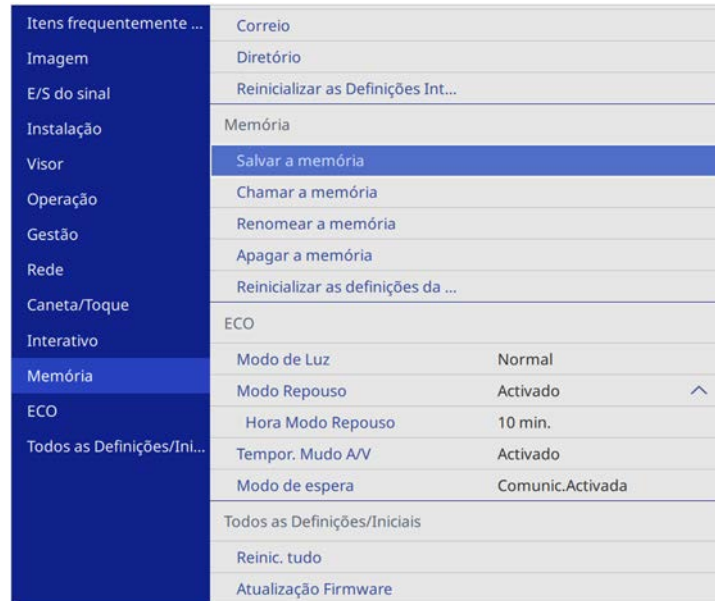 Itens frequentemente ...
Imagem
E/S do sinal
Instalação
Visor
Operação
Gestão
Rede
Caneta/Toque
Interativo
Memória
ECO
Todos as Definições/Ini...
Correio
Diretório
Reinicializar as Definições Int...
Memória
Salvar a memória
Chamar a memória
Renomear a memória
Apagar a memória
Reinicializar as definições da ...
ECO
Modo de Luz Normal
Modo Repouso Activado
Hora Modo Repouso 10 min.
Tempor. Mudo A/V Activado
Modo de espera Comunic.Activada
Todos as Definições/Iniciais
Reinic. tudo
Atualização Firmware